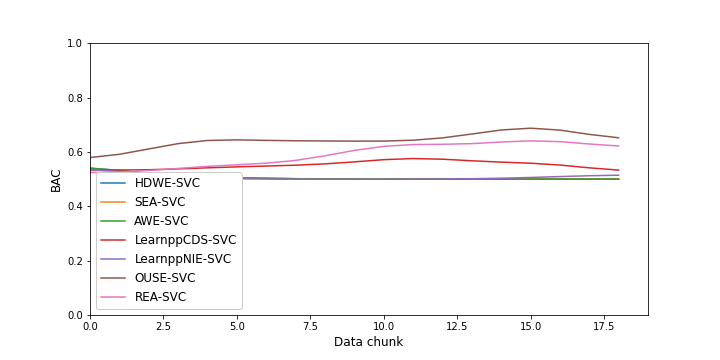 1.0
0.8
0.6
0.4
0.2
0.0
BAC
HDWE-SVC
SEA-SVC
AWE-SVC
LearnppCDS-SVC
LearnppNIE-SVC
OUSE-SVC
REA-SVC
0.0 2.5 5.0 7.5 10.0 12.5 15.0 17.5
Data chunk